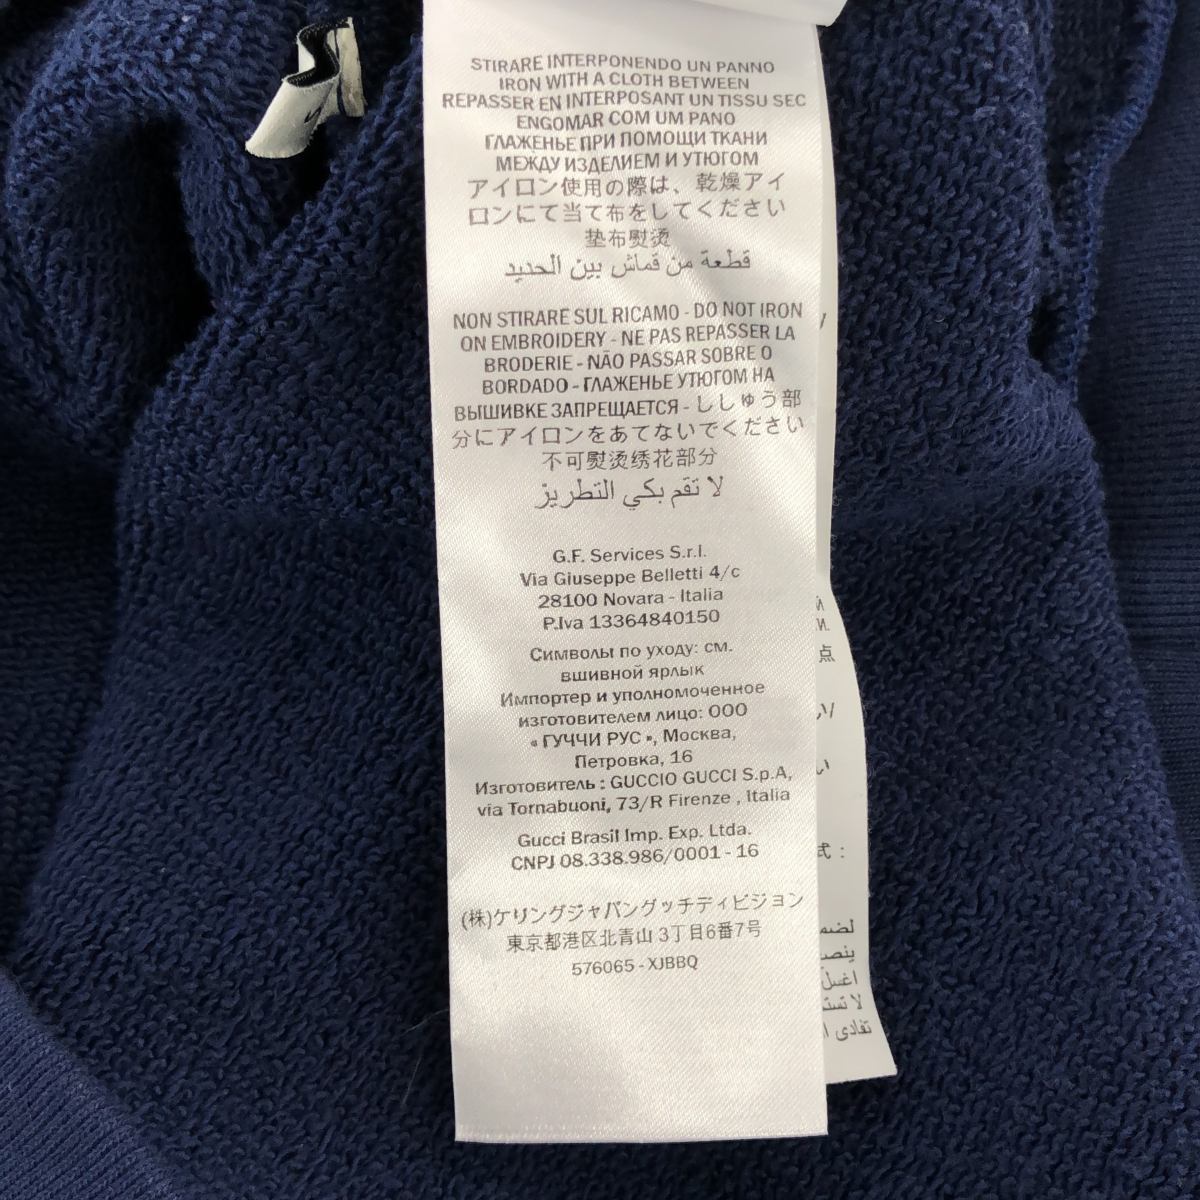 STIRARE INTERPONENDO UN PANNO
IRON WITH A CLOTH BETWEEN
REPASSER EN INTERPOSANT UN TISSU SEC
ENGOMAR COM UM PANO
ГЛАЖЕНЬЕ ПРИ ПОМОЩИ ТКАНИ
МЕЖДУ ИЗДЕЛИЕМ И УТЮГОМ
アイロン使用の際は、乾燥アイ
ロンにて当て布をしてください
垫布熨烫
قطعة من قماش بين الحديد
NON STIRARE SUL RICAMO - DO NOT IRON
ON EMBROIDERY - NE PAS REPASSER LA
BRODERIE - NÃO PASSAR SOBRE O
BORDADO - ГЛАЖЕНЬЕ УТЮГОМ НА
ВЫШИВКЕ ЗАПРЕЩАЕТСЯ - ししゅう部
分にアイロンをあてないでください
不可熨烫绣花部分
لا تقم بكي التطريز
G.F. Services S.r.l.
Via Giuseppe Belletti 4/c
28100 Novara - Italia
P.Iva 13364840150
Символы по уходу: см.
вшивной ярлык
Импортер и уполномоченное
изготовителем лицо: ООО
« ГУЧЧИ РУС », Москва,
Петровка, 16
Изготовитель : GUCCIO GUCCI S.p.A,
via Tornabuoni, 73/R Firenze , Italia
Gucci Brasil Imp. Exp. Ltda.
CNPJ 08.338.986/0001 - 16
(株)ケリングジャパングッチディビジョン
東京都港区北青山 3丁目6番7号
576065 - XJBBQ
点
式 :